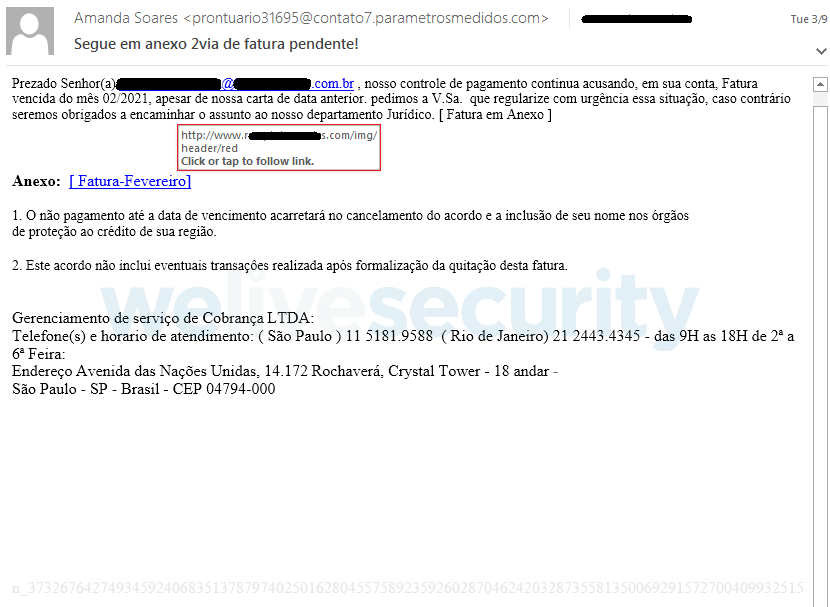 Amanda Soares <prontuario31695@contato7.parametrosmedidos.com>
Tue 3/9
Segue em anexo 2via de fatura pendente!
Prezado Senhor(a) @ .com.br , nosso controle de pagamento continua acusando, em sua conta, Fatura
vencida do mês 02/2021, apesar de nossa carta de data anterior. pedimos a V.Sa. que regularize com urgência essa situação, caso contrário
seremos obrigados a encaminhar o assunto ao nosso departamento Jurídico. [ Fatura em Anexo ]
http://www.r s.com/img/
header/red
Click or tap to follow link.
Anexo: [ Fatura-Fevereiro]
1. O não pagamento até a data de vencimento acarretará no cancelamento do acordo e a inclusão de seu nome nos órgãos
de proteção ao crédito de sua região.
2. Este acordo não inclui eventuais transações realizada após formalização da quitação desta fatura.
welivesecurity
Gerenciamento de serviço de Cobrança LTDA:
Telefone(s) e horario de atendimento: ( São Paulo ) 11 5181.9588 ( Rio de Janeiro) 21 2443.4345 - das 9H as 18H de 2ª a
6ª Feira:
Endereço Avenida das Nações Unidas, 14.172 Rochaverá, Crystal Tower - 18 andar -
São Paulo - SP - Brasil - CEP 04794-000